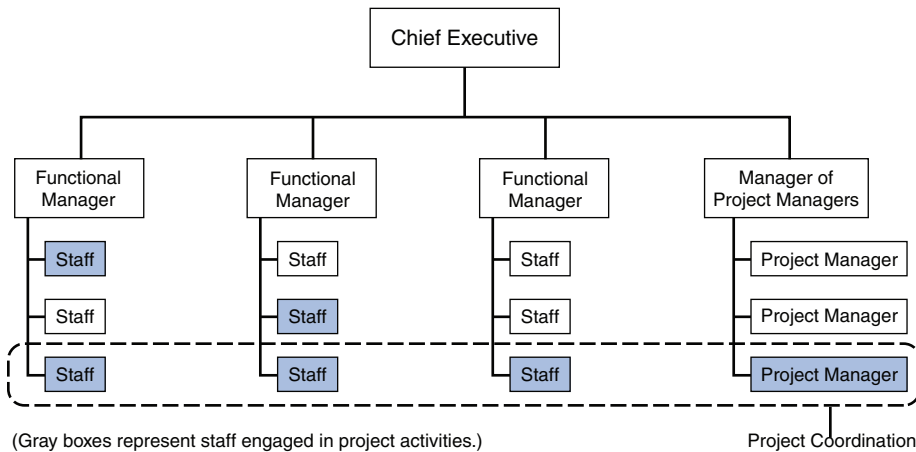 Chief Executive
Functional
Manager
Functional
Manager
Functional
Manager
Manager of
Project Managers
Staff
Staff
Staff
Project Manager
Staff
Staff
Staff
Project Manager
Staff
Staff
Staff
Project Manager
(Gray boxes represent staff engaged in project activities.)
Project Coordination